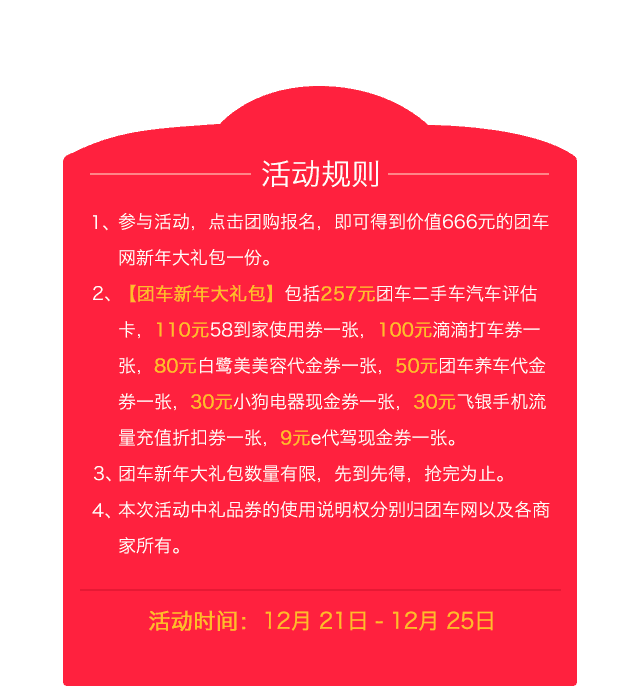 活动规则
1、参与活动，点击团购报名，即可得到价值666元的团车
网新年大礼包一份。
2、【团车新年大礼包】包括257元团车二手车汽车评估
卡，110元58到家使用券一张，100元滴滴打车券一
张，80元白鹭美美容代金券一张，50元团车养车代金
券一张，30元小狗电器现金券一张，30元飞银手机流
量充值折扣券一张，9元e代驾现金券一张。
3、团车新年大礼包数量有限，先到先得，抢完为止。
4、本次活动中礼品券的使用说明权分别归团车网以及各商
家所有。
活动时间：12月 21日 - 12月 25日